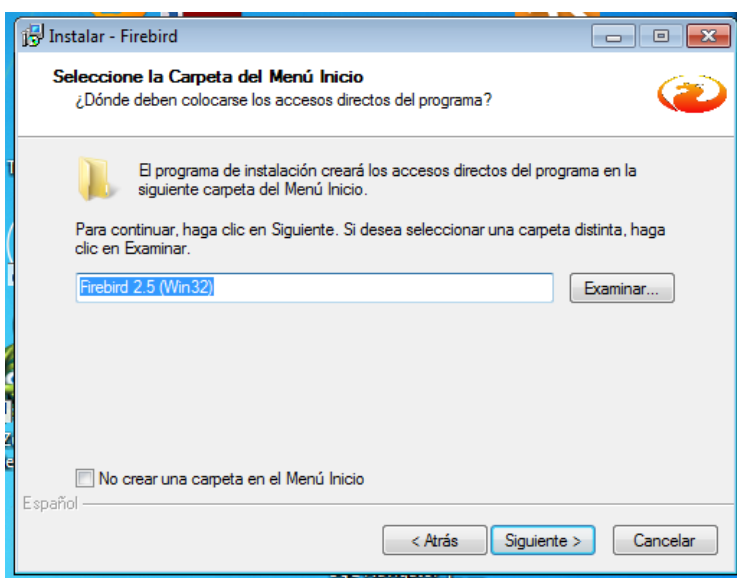 Instalar - Firebird
Seleccione la Carpeta del Menú Inicio
¿Dónde deben colocarse los accesos directos del programa?
El programa de instalación creará los accesos directos del programa en la
siguiente carpeta del Menú Inicio.
Para continuar, haga clic en Siguiente. Si desea seleccionar una carpeta distinta, haga
clic en Examinar.
Firebird 2.5 (Win32)
Examinar...
No crear una carpeta en el Menú Inicio
Español
< Atrás
Siguiente >
Cancelar